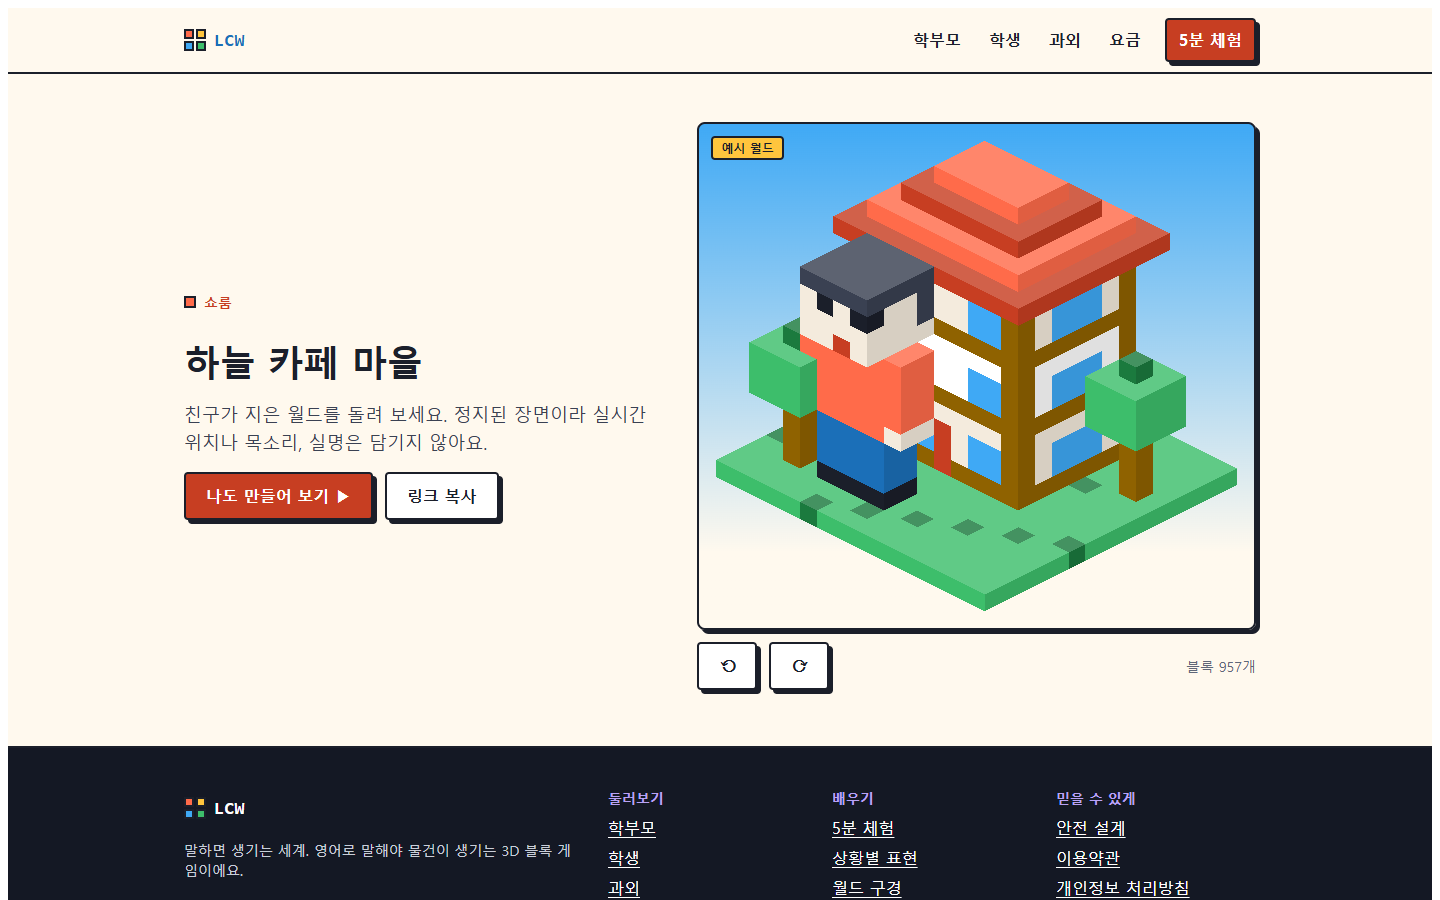 LCW
학부모
학생
과외
요금
5분 체험
예시 월드
쇼룸
하늘 카페 마을
친구가 지은 월드를 돌려 보세요. 정지된 장면이라 실시간
위치나 목소리, 실명은 담기지 않아요.
나도 만들어 보기 ▶
링크 복사
블록 957개
LCW
말하면 생기는 세계. 영어로 말해야 물건이 생기는 3D 블록 게
임이에요.
둘러보기
학부모
학생
과외
배우기
5분 체험
상황별 표현
월드 구경
믿을 수 있게
안전 설계
이용약관
개인정보 처리방침